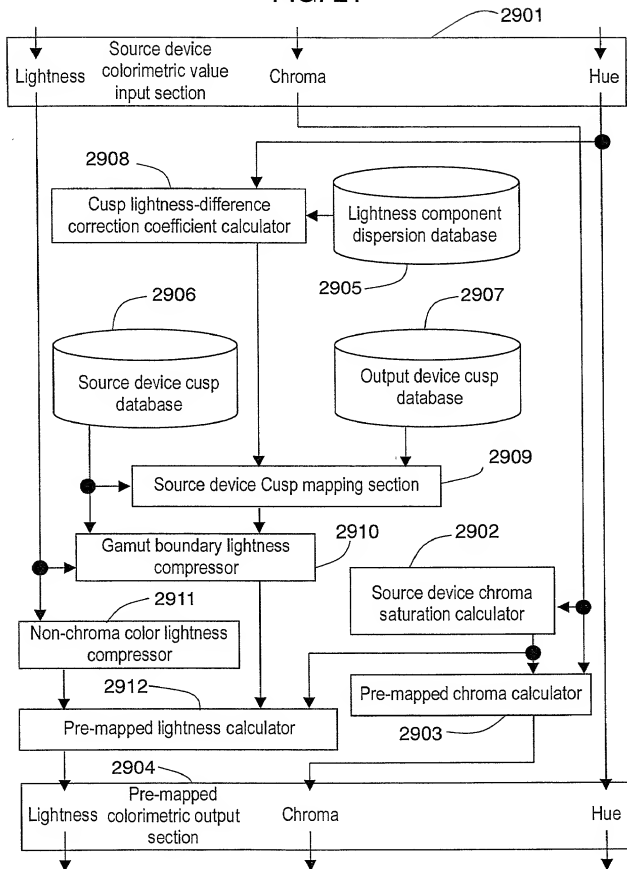 2901
Source device
colorimetric value
input section
Lightness
Chroma
Hue
2908
Cusp lightness-difference
correction coefficient calculator
Lightness component
dispersion database
2905
2906
2907
Source device cusp
database
Output device cusp
database
2909
Source device Cusp mapping section
2910
Gamut boundary lightness
compressor
2902
Source device chroma
saturation calculator
2911
Non-chroma color lightness
compressor
2912
Pre-mapped lightness calculator
Pre-mapped chroma calculator
2903
2904
Pre-mapped
colorimetric output
section
Lightness
Chroma
Hue